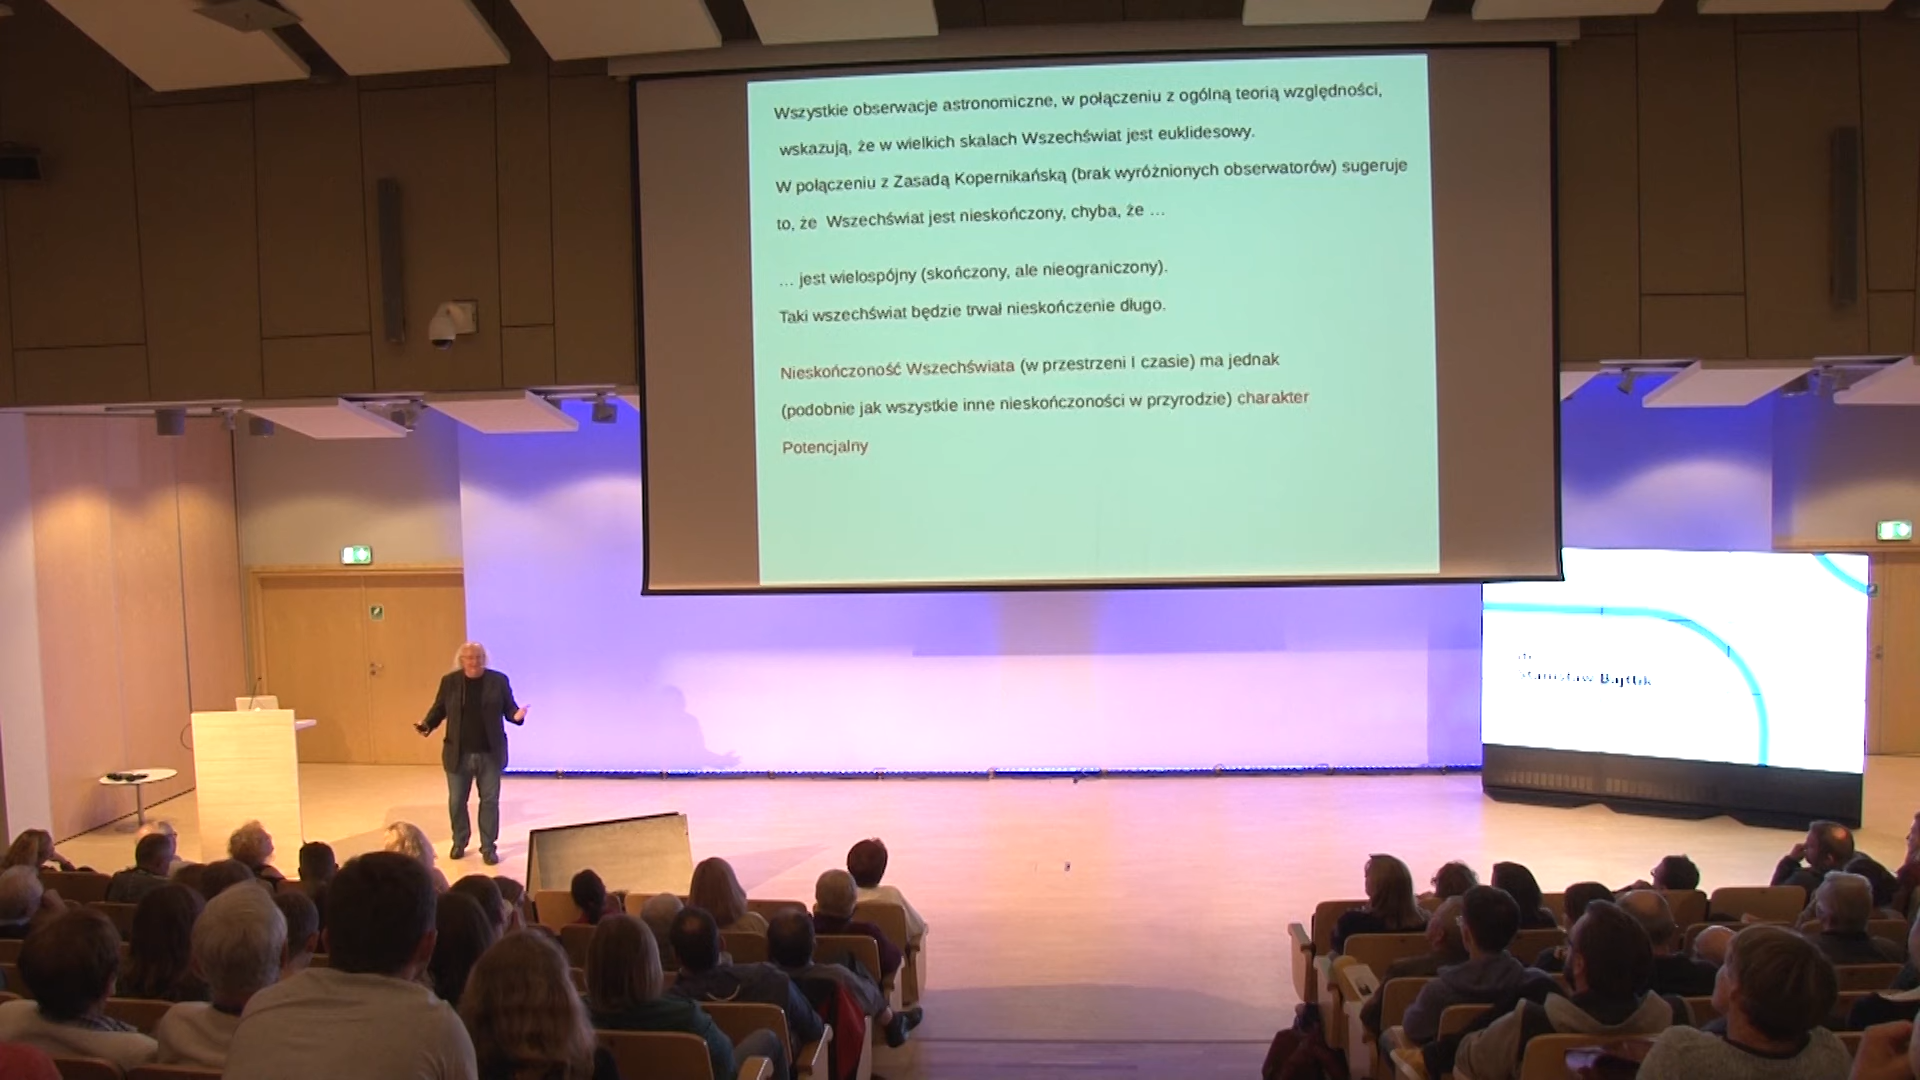 Wszystkie obserwacje astronomiczne, w połączeniu z ogólną teorią względności,
wskazują, że w wielkich skalach Wszechświat jest euklidesowy.
W połączeniu z Zasadą Kopernikańską (brak wyróżnionych obserwatorów) sugeruje
to, że Wszechświat jest nieskończony, chyba, że …
… jest wielospójny (skończony, ale nieograniczony).
Taki wszechświat będzie trwał nieskończenie długo.
Nieskończoność Wszechświata (w przestrzeni I czasie) ma jednak
(podobnie jak wszystkie inne nieskończoności w przyrodzie) charakter
Potencjalny
Stanisław Bajtlik